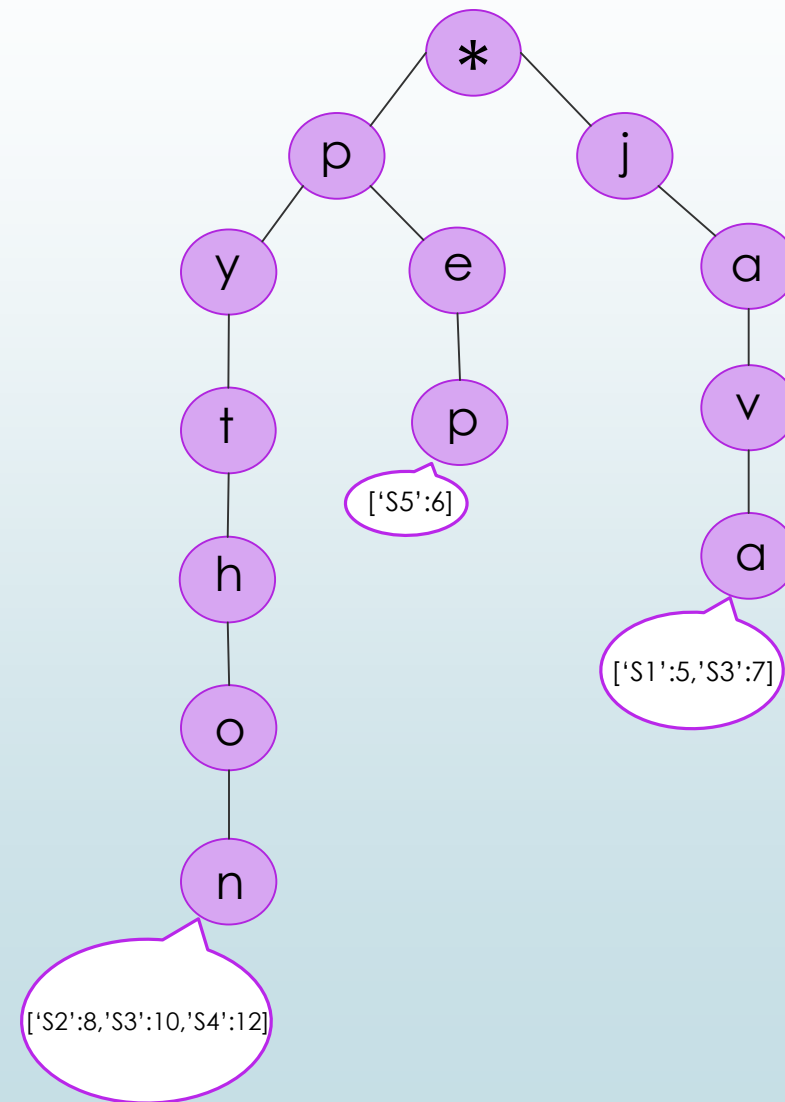 *
p
j
y
e
a
t
p
v
['S5':6]
h
a
['S1':5,'S3':7]
o
n
[‘S2’:8,’S3’:10,’S4’:12]